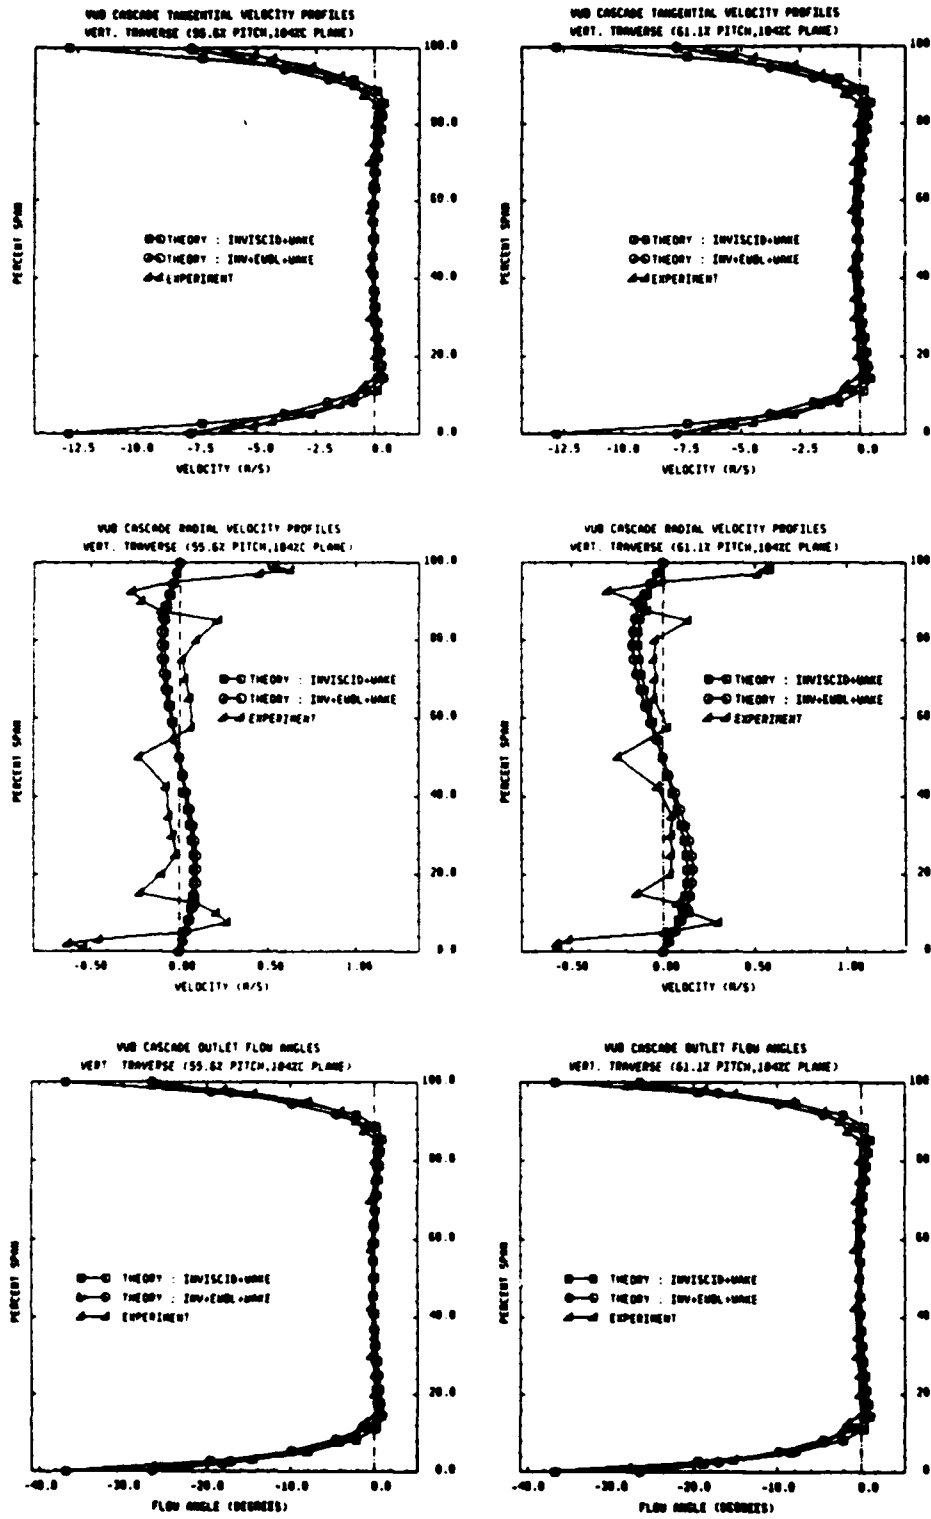 VUB CASCADE TANGENTIAL VELOCITY PROFILES
VERT. TRAVERSE (55.6% PITCH,104%C PLANE)
100.0
80.0
60.0
40.0
20.0
0.0
PERCENT SPAN
THEORY : INVISCID+WAKE
THEORY : INV+EWBL+WAKE
EXPERIMENT
-12.5 -10.0 -7.5 -5.0 -2.5 0.0
VELOCITY (M/S)
VUB CASCADE TANGENTIAL VELOCITY PROFILES
VERT. TRAVERSE (61.1% PITCH,104%C PLANE)
100
80
60
40
20
0
PERCENT SPAN
THEORY : INVISCID+WAKE
THEORY : INV+EWBL+WAKE
EXPERIMENT
-12.5 -10.0 -7.5 -5.0 -2.5 0.0
VELOCITY (M/S)
VUB CASCADE RADIAL VELOCITY PROFILES
VERT. TRAVERSE (55.6% PITCH,104%C PLANE)
100.0
80.0
60.0
40.0
20.0
0.0
PERCENT SPAN
THEORY : INVISCID+WAKE
THEORY : INV+EWBL+WAKE
EXPERIMENT
-0.50 0.00 0.50 1.00
VELOCITY (M/S)
VUB CASCADE RADIAL VELOCITY PROFILES
VERT. TRAVERSE (61.1% PITCH,104%C PLANE)
100
80
60
40
20
0
PERCENT SPAN
THEORY : INVISCID+WAKE
THEORY : INV+EWBL+WAKE
EXPERIMENT
-0.50 0.00 0.50 1.00
VELOCITY (M/S)
VUB CASCADE OUTLET FLOW ANGLES
VERT. TRAVERSE (55.6% PITCH,104%C PLANE)
100.0
80.0
60.0
40.0
20.0
0.0
PERCENT SPAN
THEORY : INVISCID+WAKE
THEORY : INV+EWBL+WAKE
EXPERIMENT
-40.0 -30.0 -20.0 -10.0 0.0
FLOW ANGLE (DEGREES)
VUB CASCADE OUTLET FLOW ANGLES
VERT. TRAVERSE (61.1% PITCH,104%C PLANE)
100
80
60
40
20
0
PERCENT SPAN
THEORY : INVISCID+WAKE
THEORY : INV+EWBL+WAKE
EXPERIMENT
-40.0 -30.0 -20.0 -10.0 0.0
FLOW ANGLE (DEGREES)